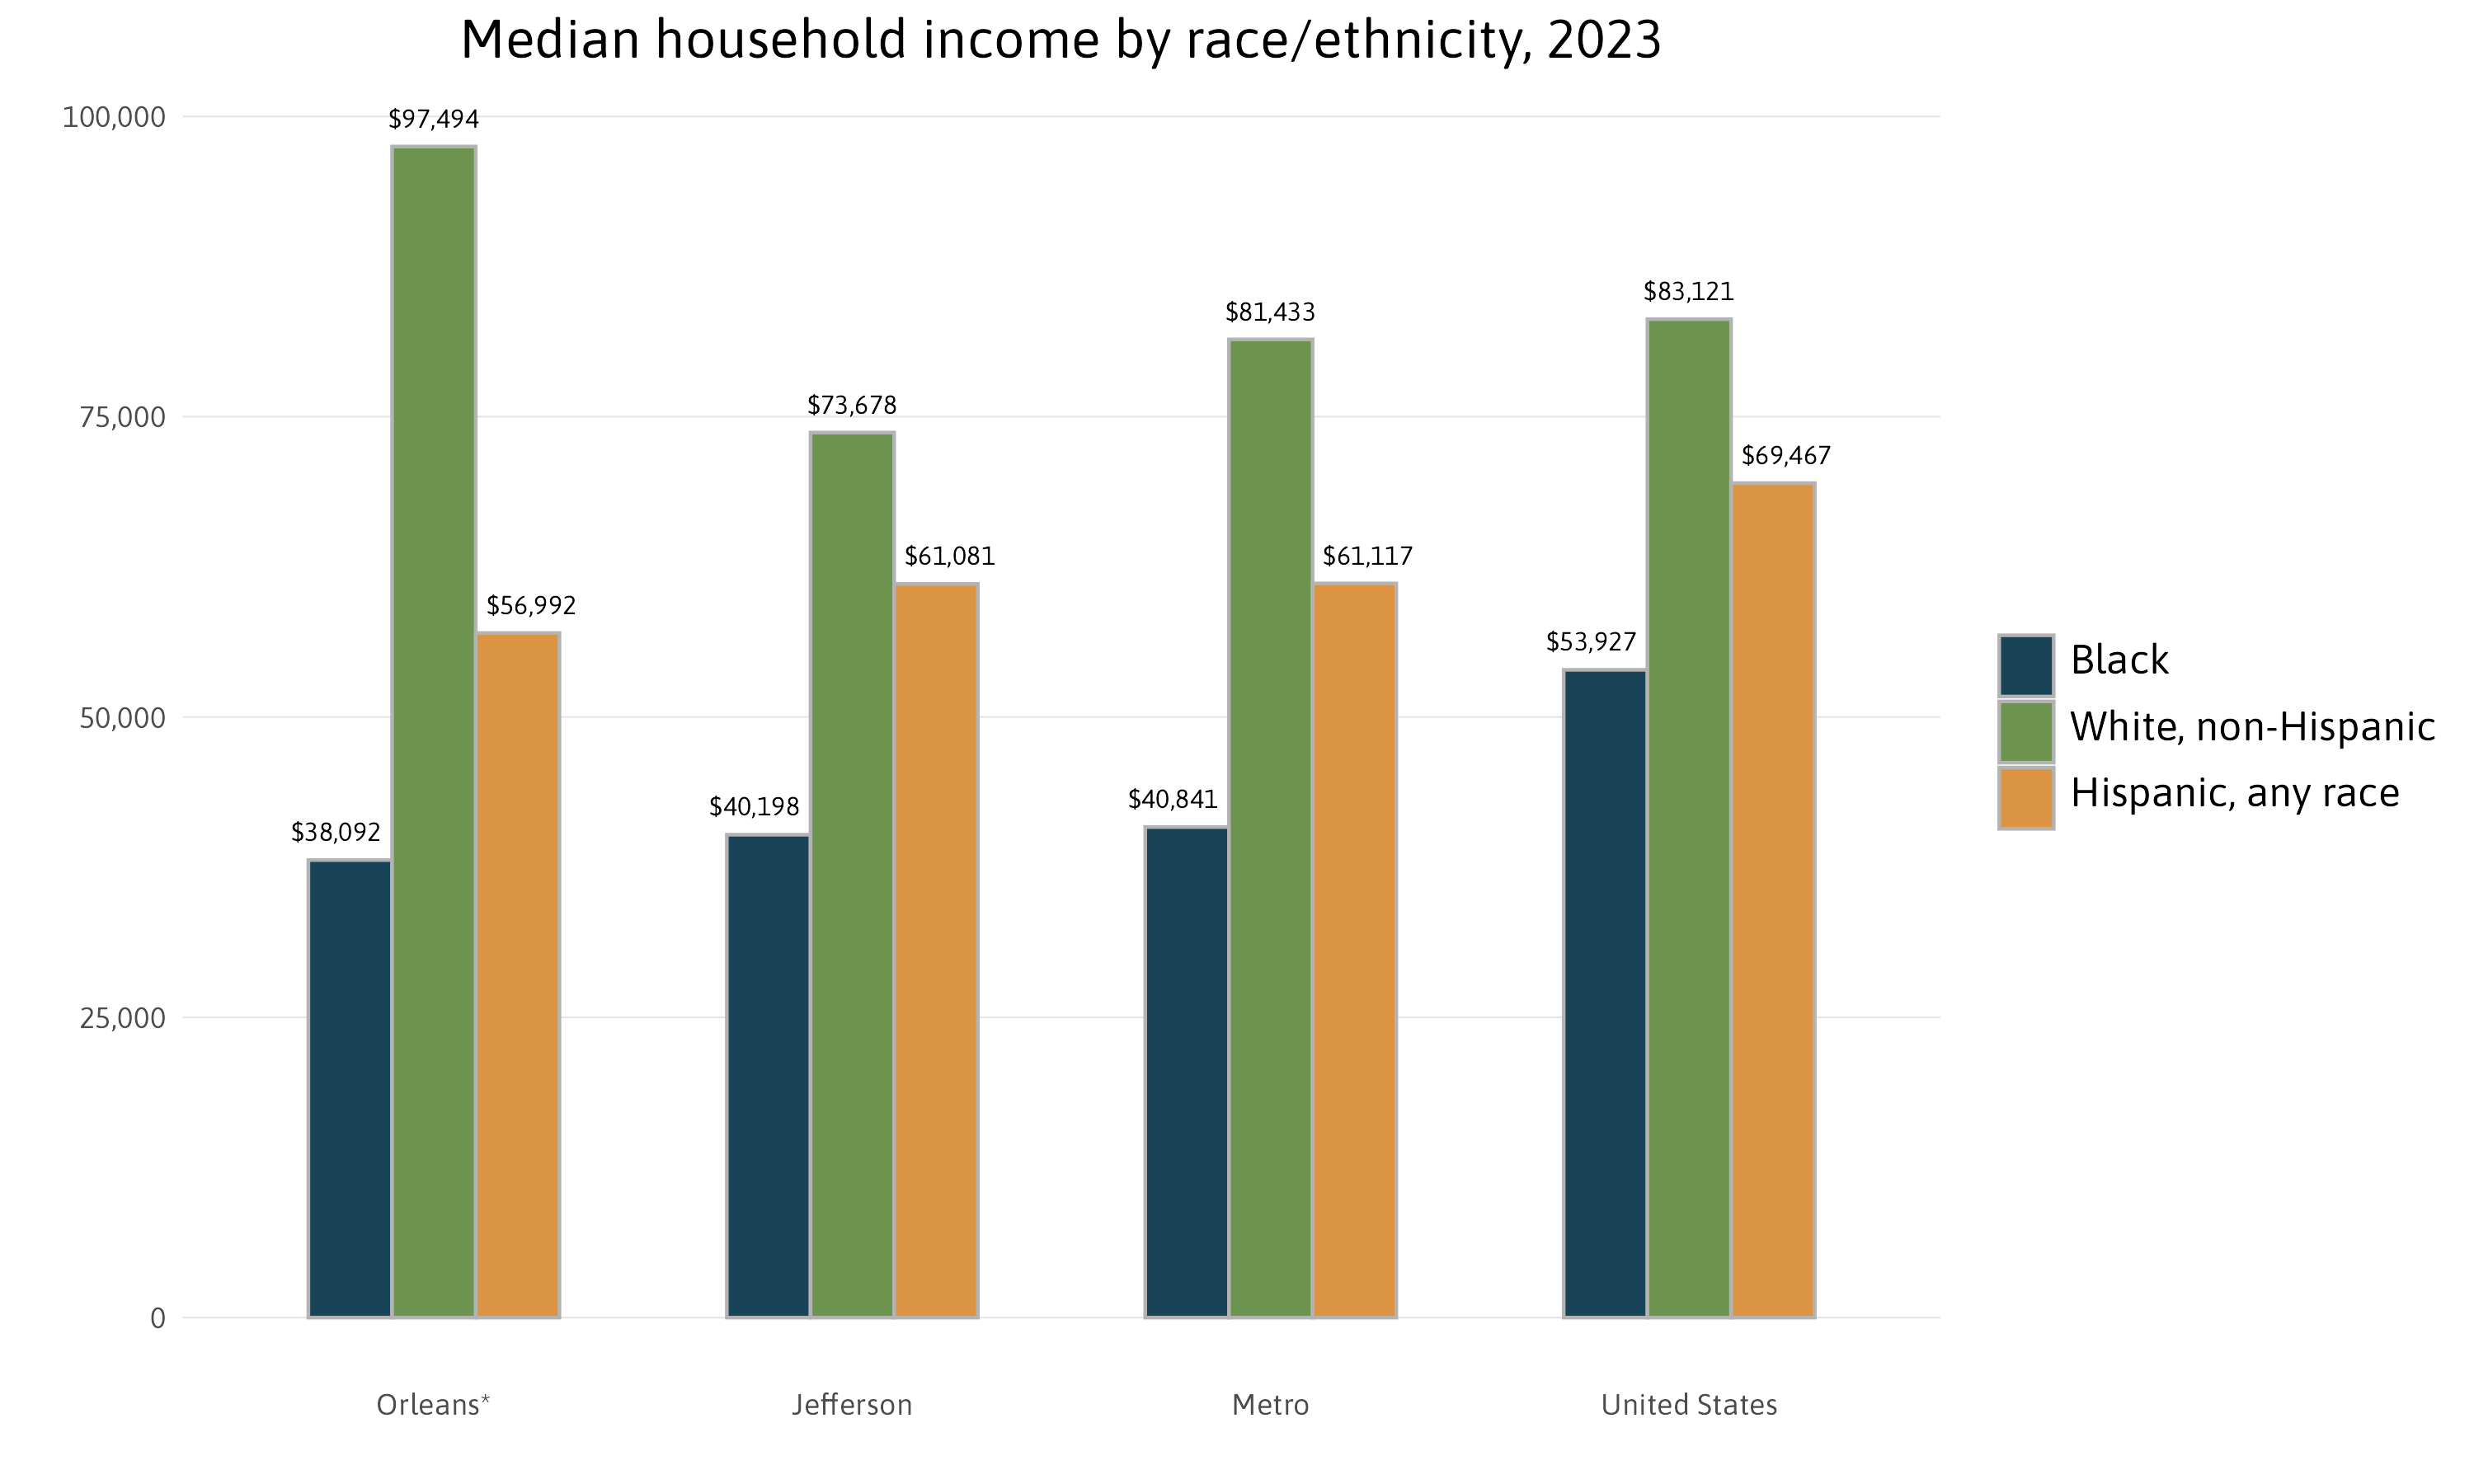 Median household income by race/ethnicity, 2023
100,000
75,000
50,000
25,000
0
$38,092
$97,494
$56,992
$40,198
$73,678
$61,081
$40,841
$81,433
$61,117
$53,927
$83,121
$69,467
Orleans*
Jefferson
Metro
United States
Black
White, non-Hispanic
Hispanic, any race